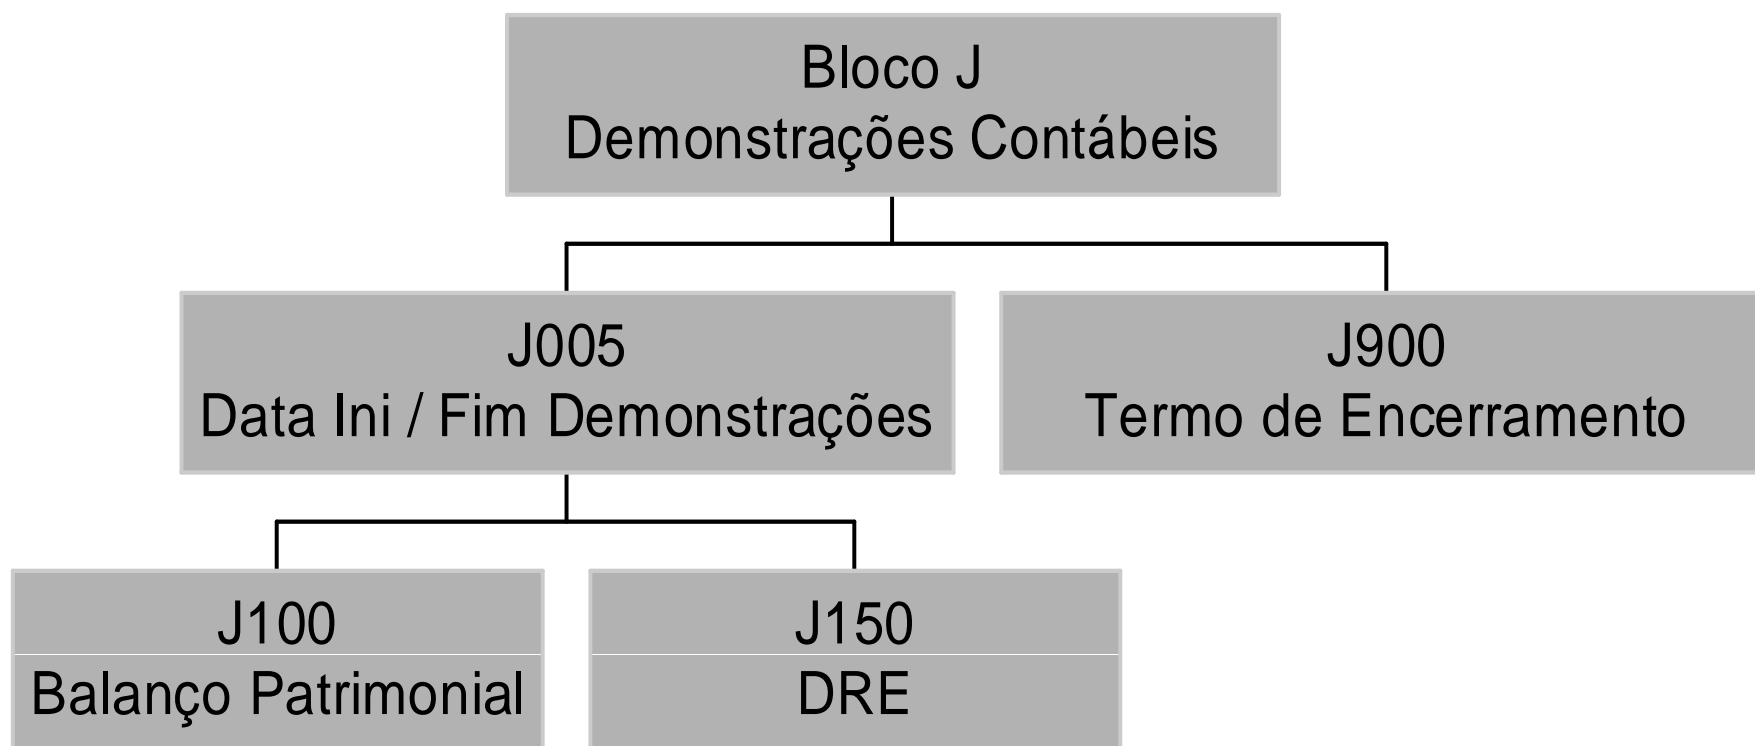 Bloco J
Demonstrações Contábeis
J005
Data Ini / Fim Demonstrações
J900
Termo de Encerramento
J100
Balanço Patrimonial
J150
DRE